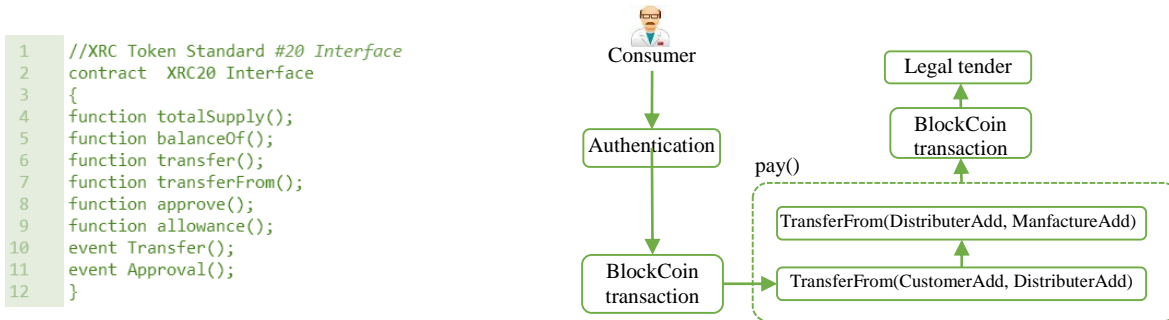 1 //XRC Token Standard #20 Interface
2 contract XRC20 Interface
3 {
4 function totalSupply();
5 function balanceOf();
6 function transfer();
7 function transferFrom();
8 function approve();
9 function allowance();
10 event Transfer();
11 event Approval();
12 }
Consumer
Authentication
BlockCoin
transaction
Legal tender
BlockCoin
transaction
pay()
TransferFrom(DistributerAdd, ManfactureAdd)
TransferFrom(CustomerAdd, DistributerAdd)